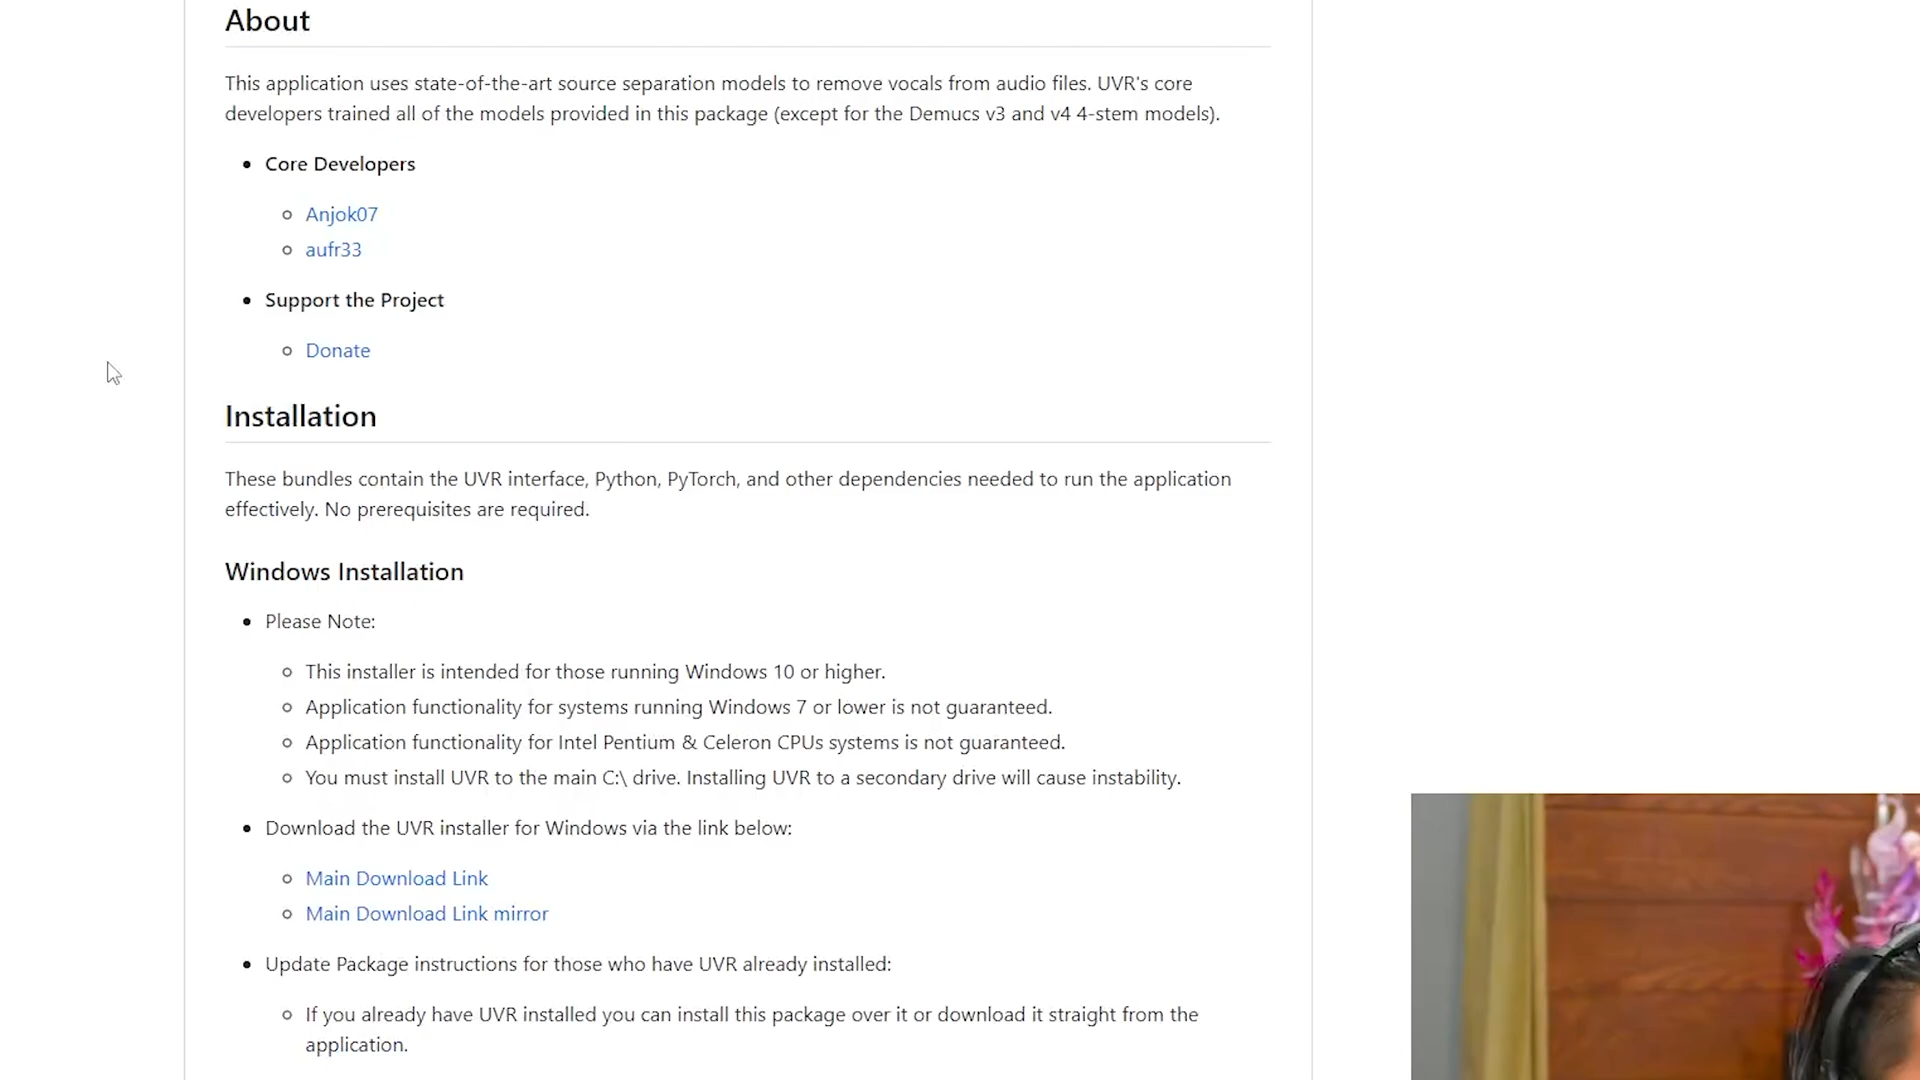 About
This application uses state-of-the-art source separation models to remove vocals from audio files. UVR's core
developers trained all of the models provided in this package (except for the Demucs v3 and v4 4-stem models).
Core Developers
Anjok07
aufr33
Support the Project
Donate
Installation
These bundles contain the UVR interface, Python, PyTorch, and other dependencies needed to run the application
effectively. No prerequisites are required.
Windows Installation
Please Note:
This installer is intended for those running Windows 10 or higher.
Application functionality for systems running Windows 7 or lower is not guaranteed.
Application functionality for Intel Pentium & Celeron CPUs systems is not guaranteed.
You must install UVR to the main C:\ drive. Installing UVR to a secondary drive will cause instability.
Download the UVR installer for Windows via the link below:
Main Download Link
Main Download Link mirror
Update Package instructions for those who have UVR already installed:
If you already have UVR installed you can install this package over it or download it straight from the
application.